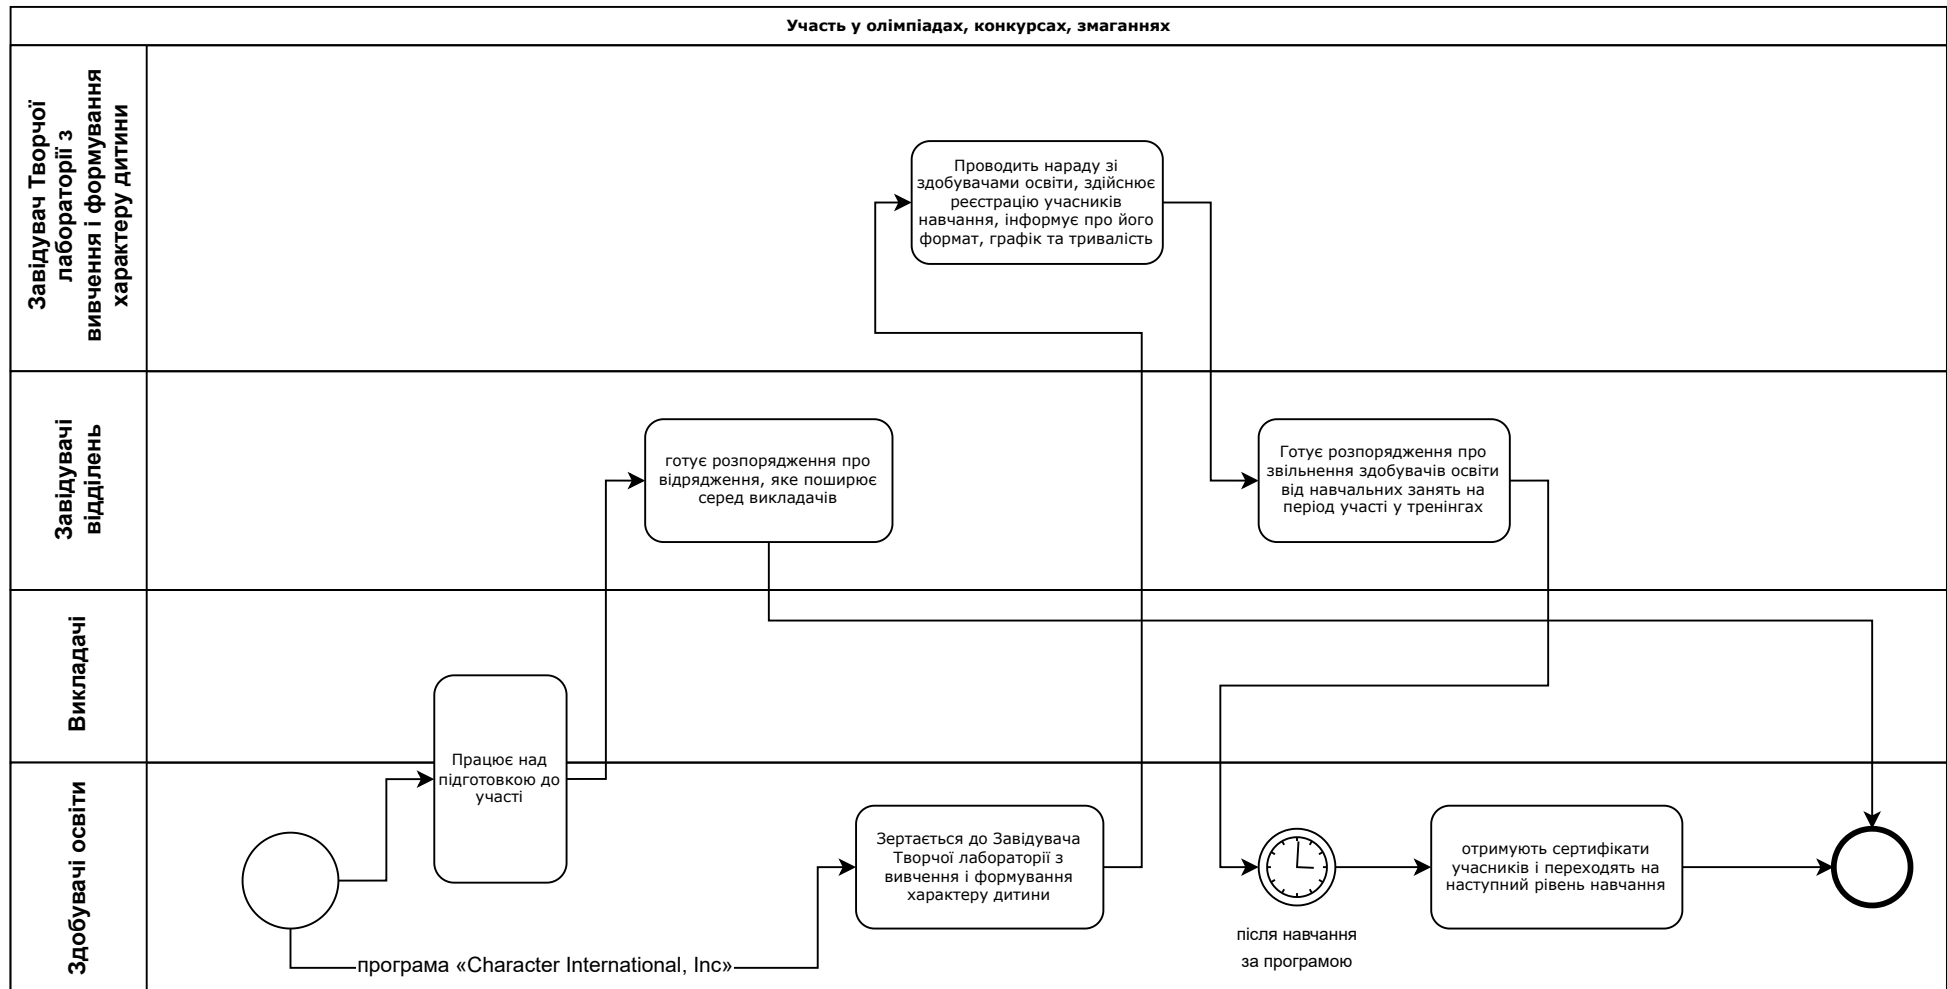 Участь у олімпіадах, конкурсах, змаганнях
Завідувач Творчої
лабораторії з
вивчення і формування
характеру дитини
Проводить нараду зі
здобувачами освіти, здійснює
реєстрацію учасників
навчання, інформує про його
формат, графік та тривалість
Завідувачі
відділень
готує розпорядження про
відрядження, яке поширює
серед викладачів
Готує розпорядження про
звільнення здобувачів освіти
від навчальних занять на
період участі у тренінгах
Викладачі
Працює над
підготовкою до
участі
Здобувачі освіти
Зертається до Завідувача
Творчої лабораторії з
вивчення і формування
характеру дитини
отримують сертифікати
учасників і переходять на
наступний рівень навчання
після навчання
за програмою
програма «Character International, Inc»